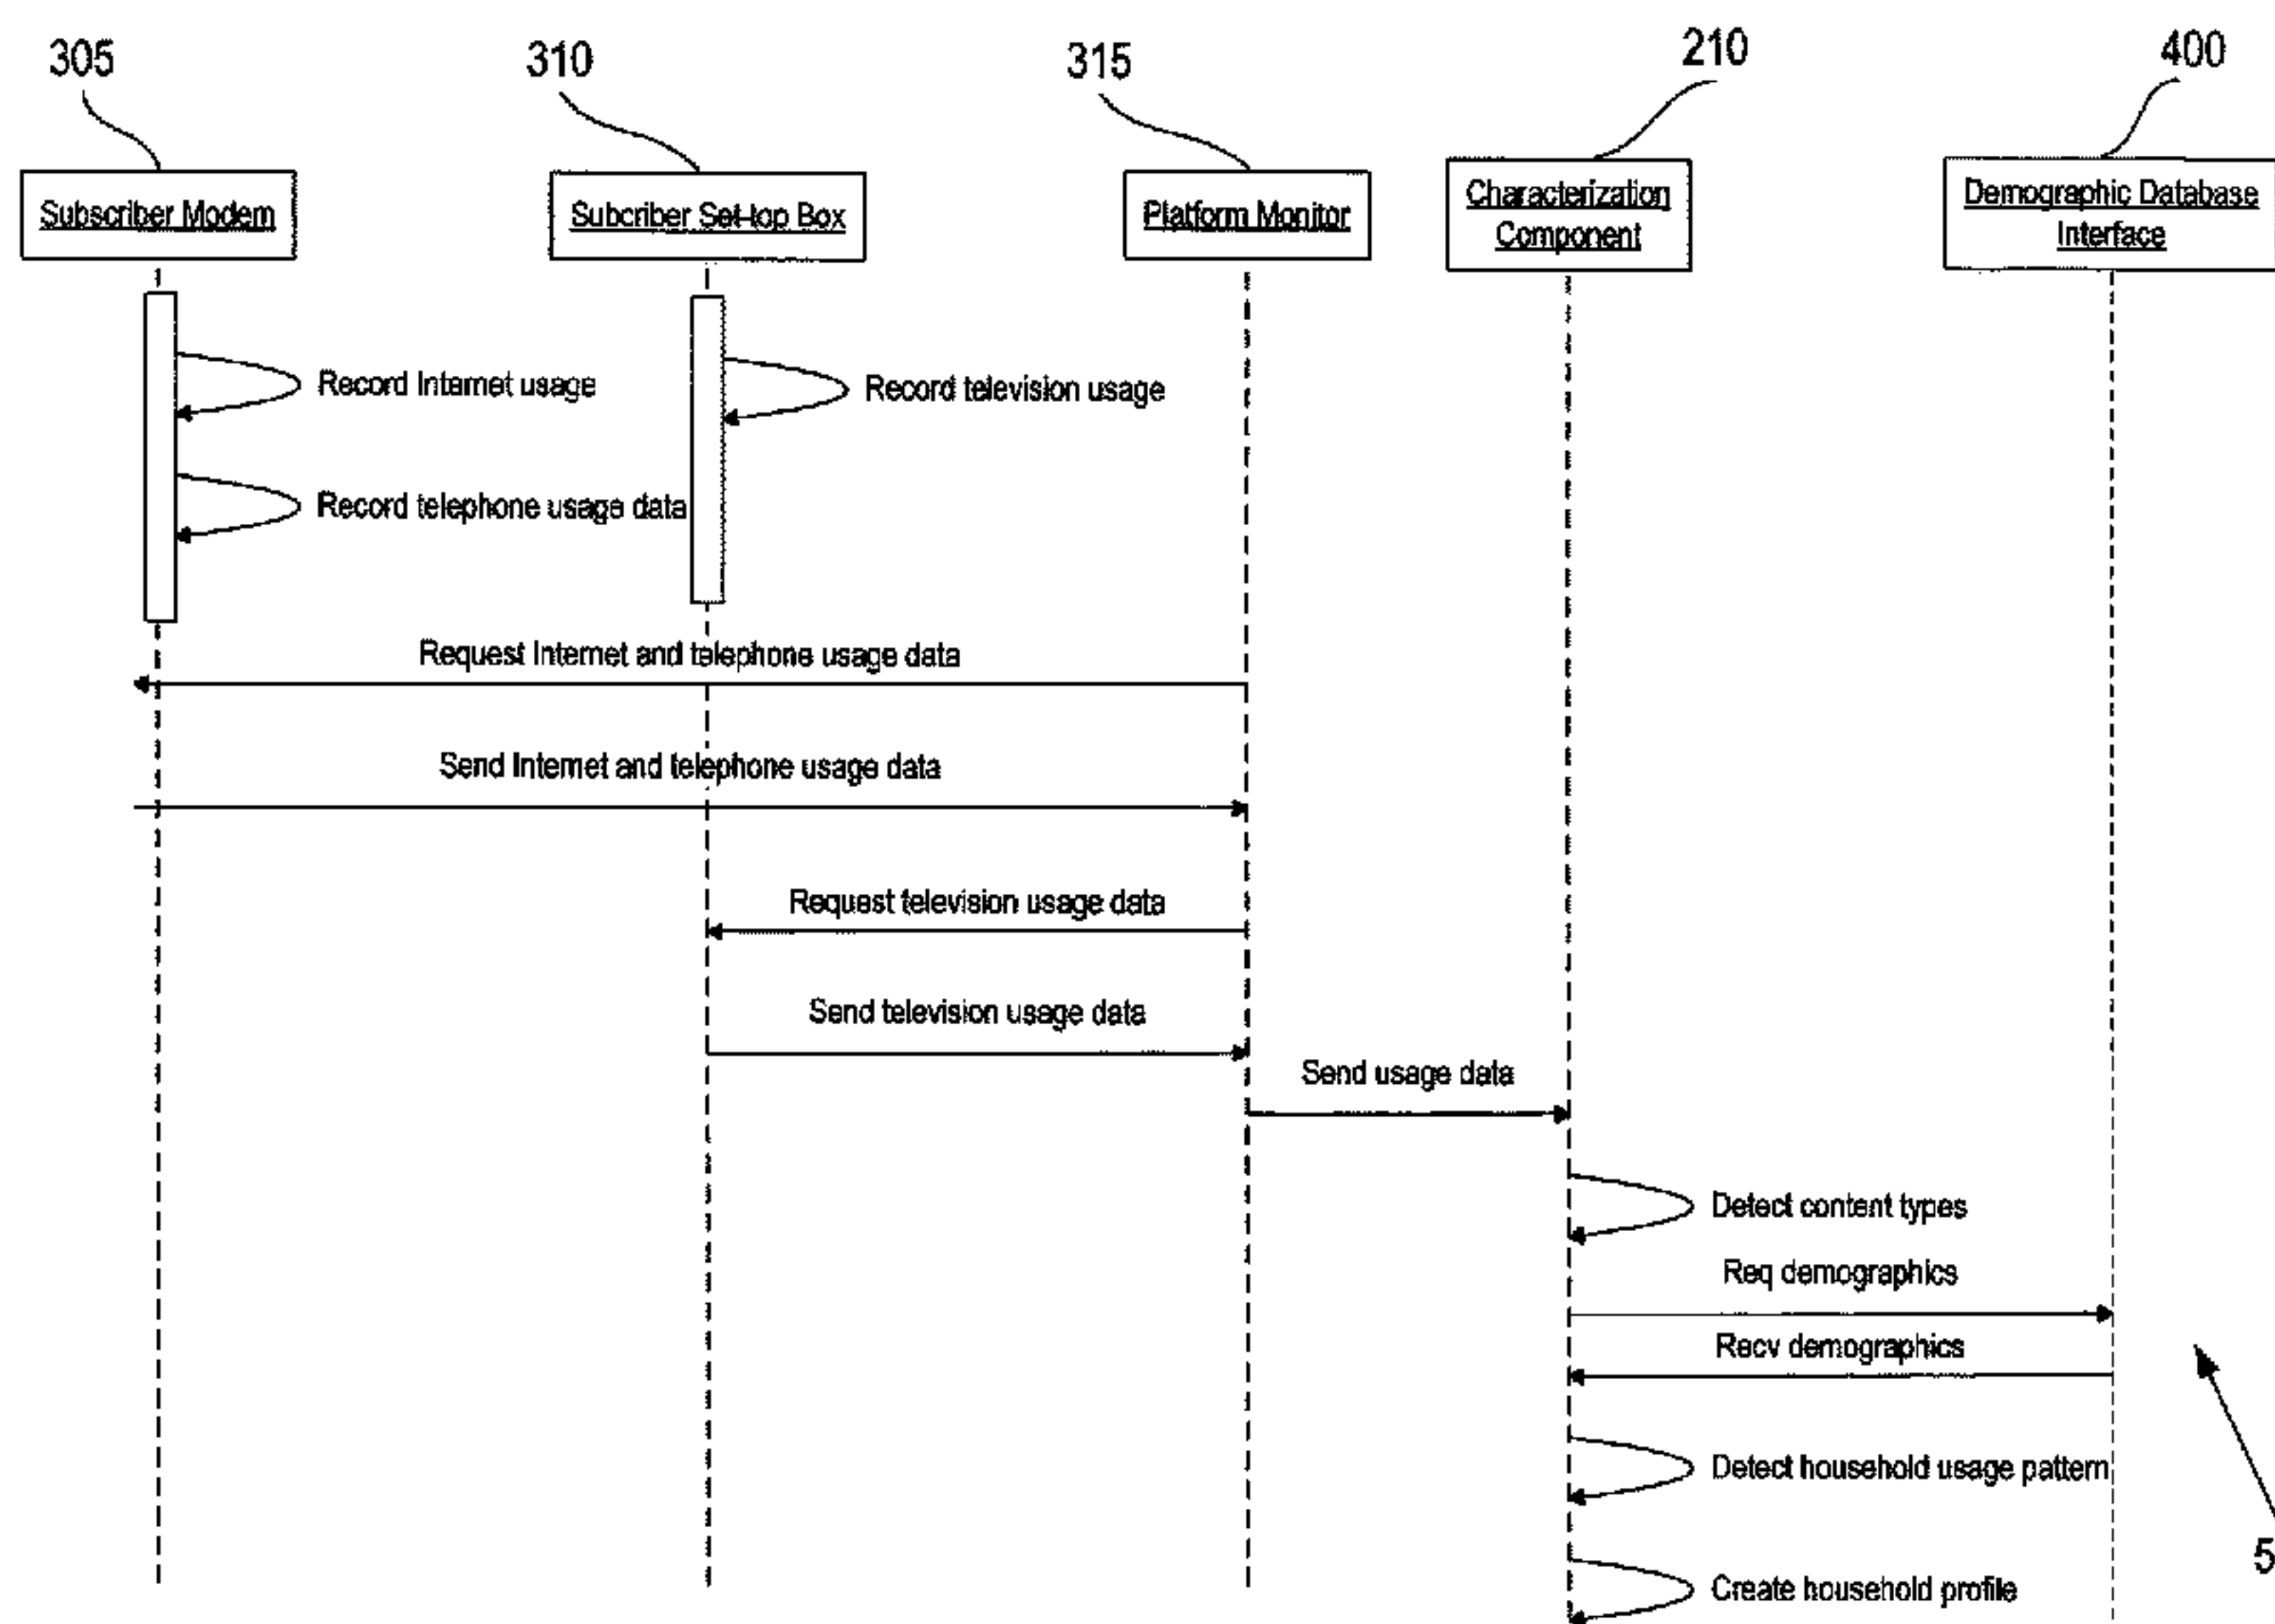 305
310
315
210
400
Subscriber Modem
Subcriber Set-top Box
Platform Monitor
Characterization
Component
Demographic Database
Interface
Record Internet usage
Record television usage
Record telephone usage data
Request Internet and telephone usage data
Send Internet and telephone usage data
Request television usage data
Send television usage data
Send usage data
Detect content types
Req demographics
Recv demographics
Detect household usage pattern
5
Create household profile